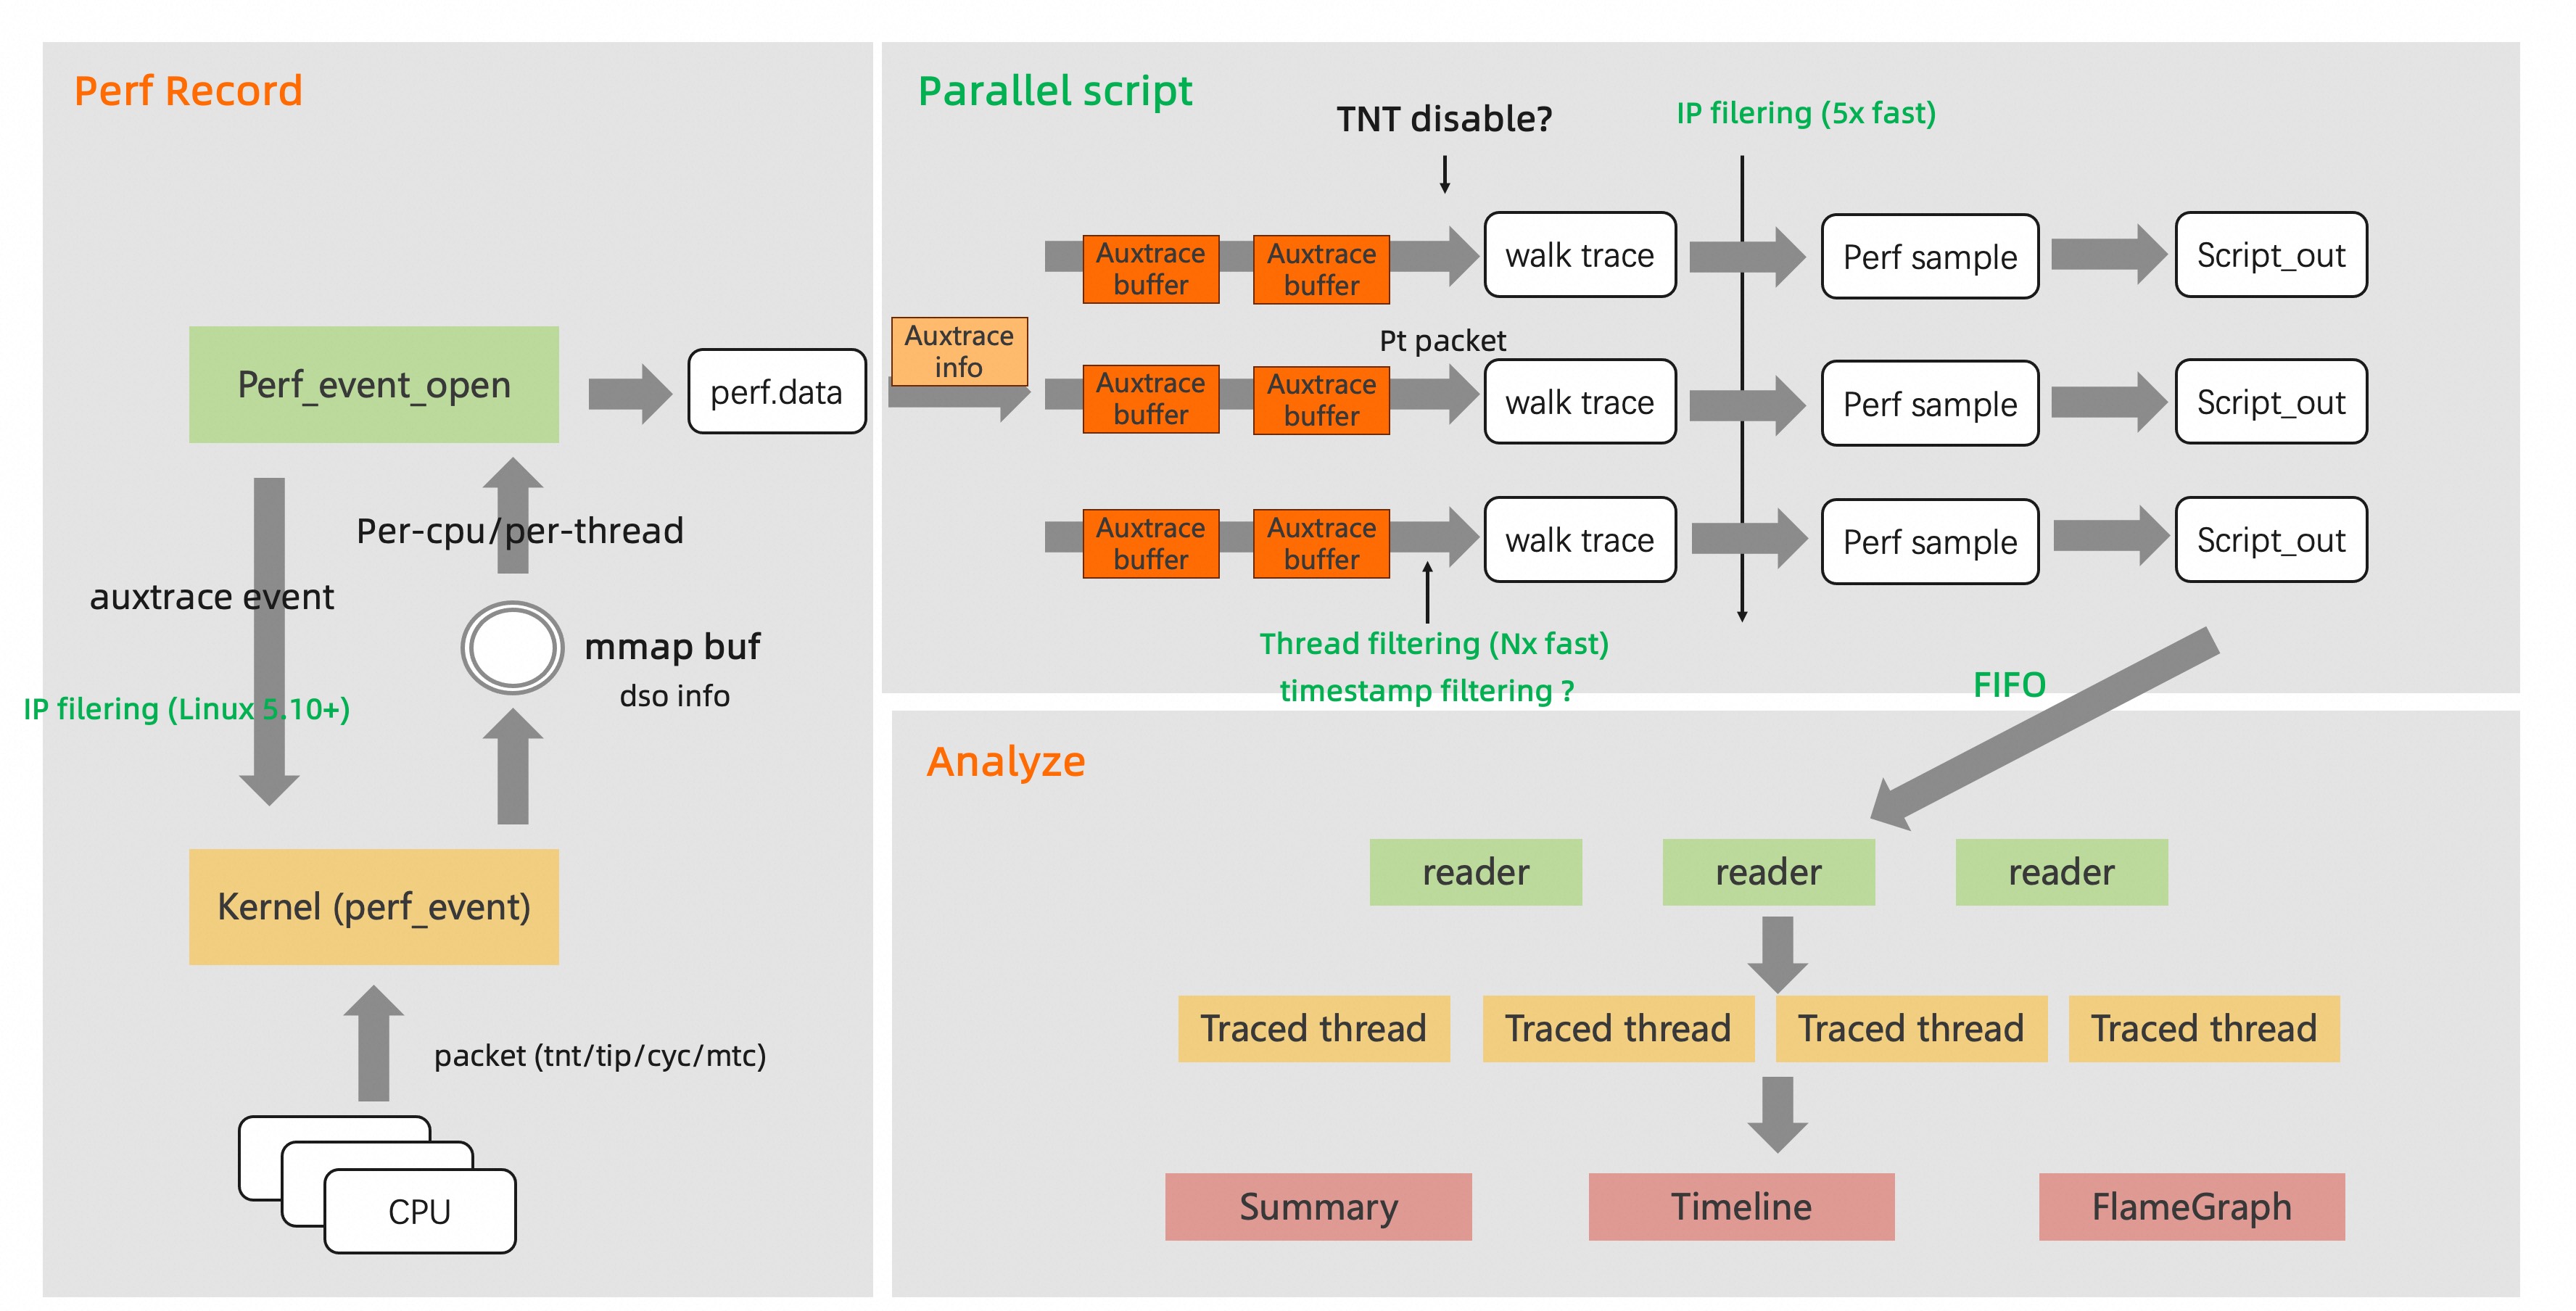 Perf Record
Perf_event_open
perf.data
Per-cpu/per-thread
auxtrace event
mmap buf
dso info
IP filering (Linux 5.10+)
Kernel (perf_event)
packet (tnt/tip/cyc/mtc)
CPU
Parallel script
TNT disable?
IP filering (5x fast)
Auxtrace
buffer
Auxtrace
buffer
walk trace
Perf sample
Script_out
Auxtrace
info
Pt packet
Auxtrace
buffer
Auxtrace
buffer
walk trace
Perf sample
Script_out
Auxtrace
buffer
Auxtrace
buffer
walk trace
Perf sample
Script_out
Thread filtering (Nx fast)
timestamp filtering ?
FIFO
Analyze
reader
reader
reader
Traced thread
Traced thread
Traced thread
Traced thread
Summary
Timeline
FlameGraph